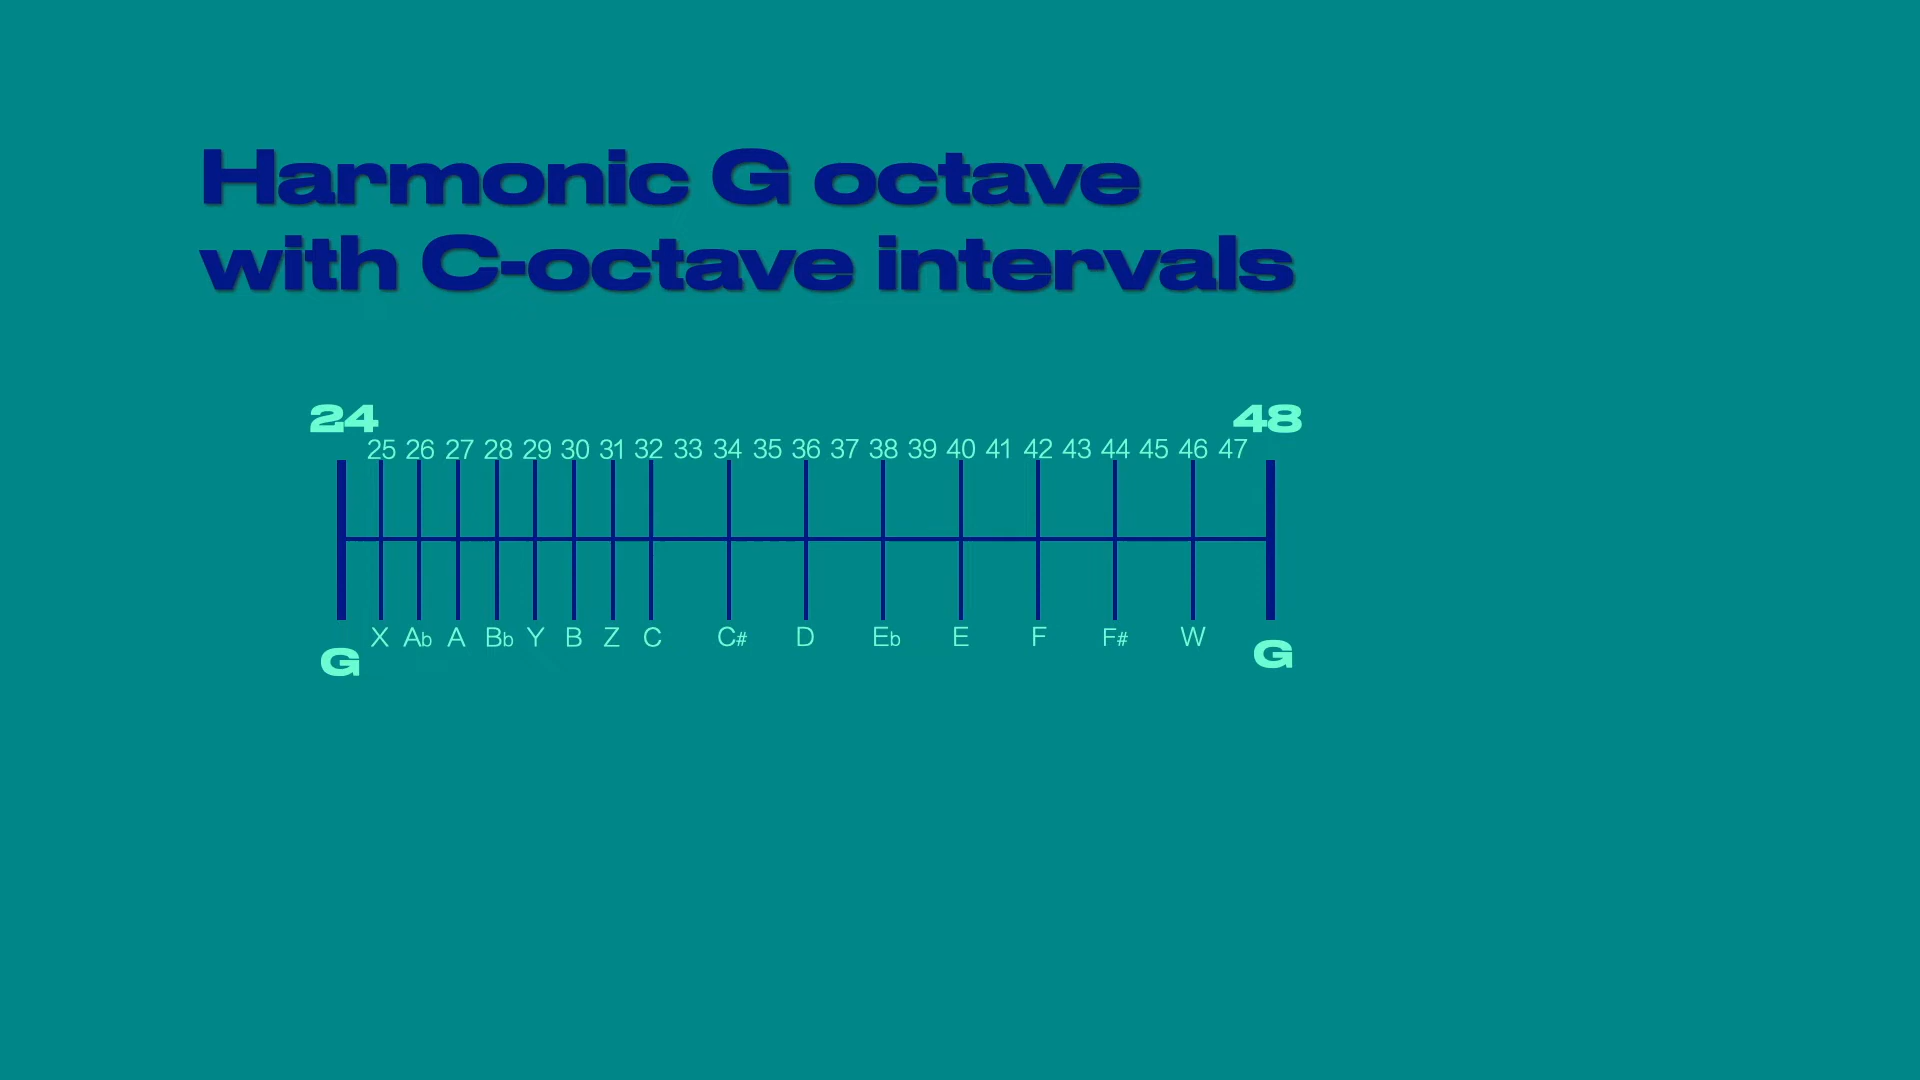 Harmonic G octave
with C-octave intervals
24 48
25 26 27 28 29 30 31 32 33 34 35 36 37 38 39 40 41 42 43 44 45 46 47
X Ab A Bb Y B Z C C# D Eb E F F# W
G G